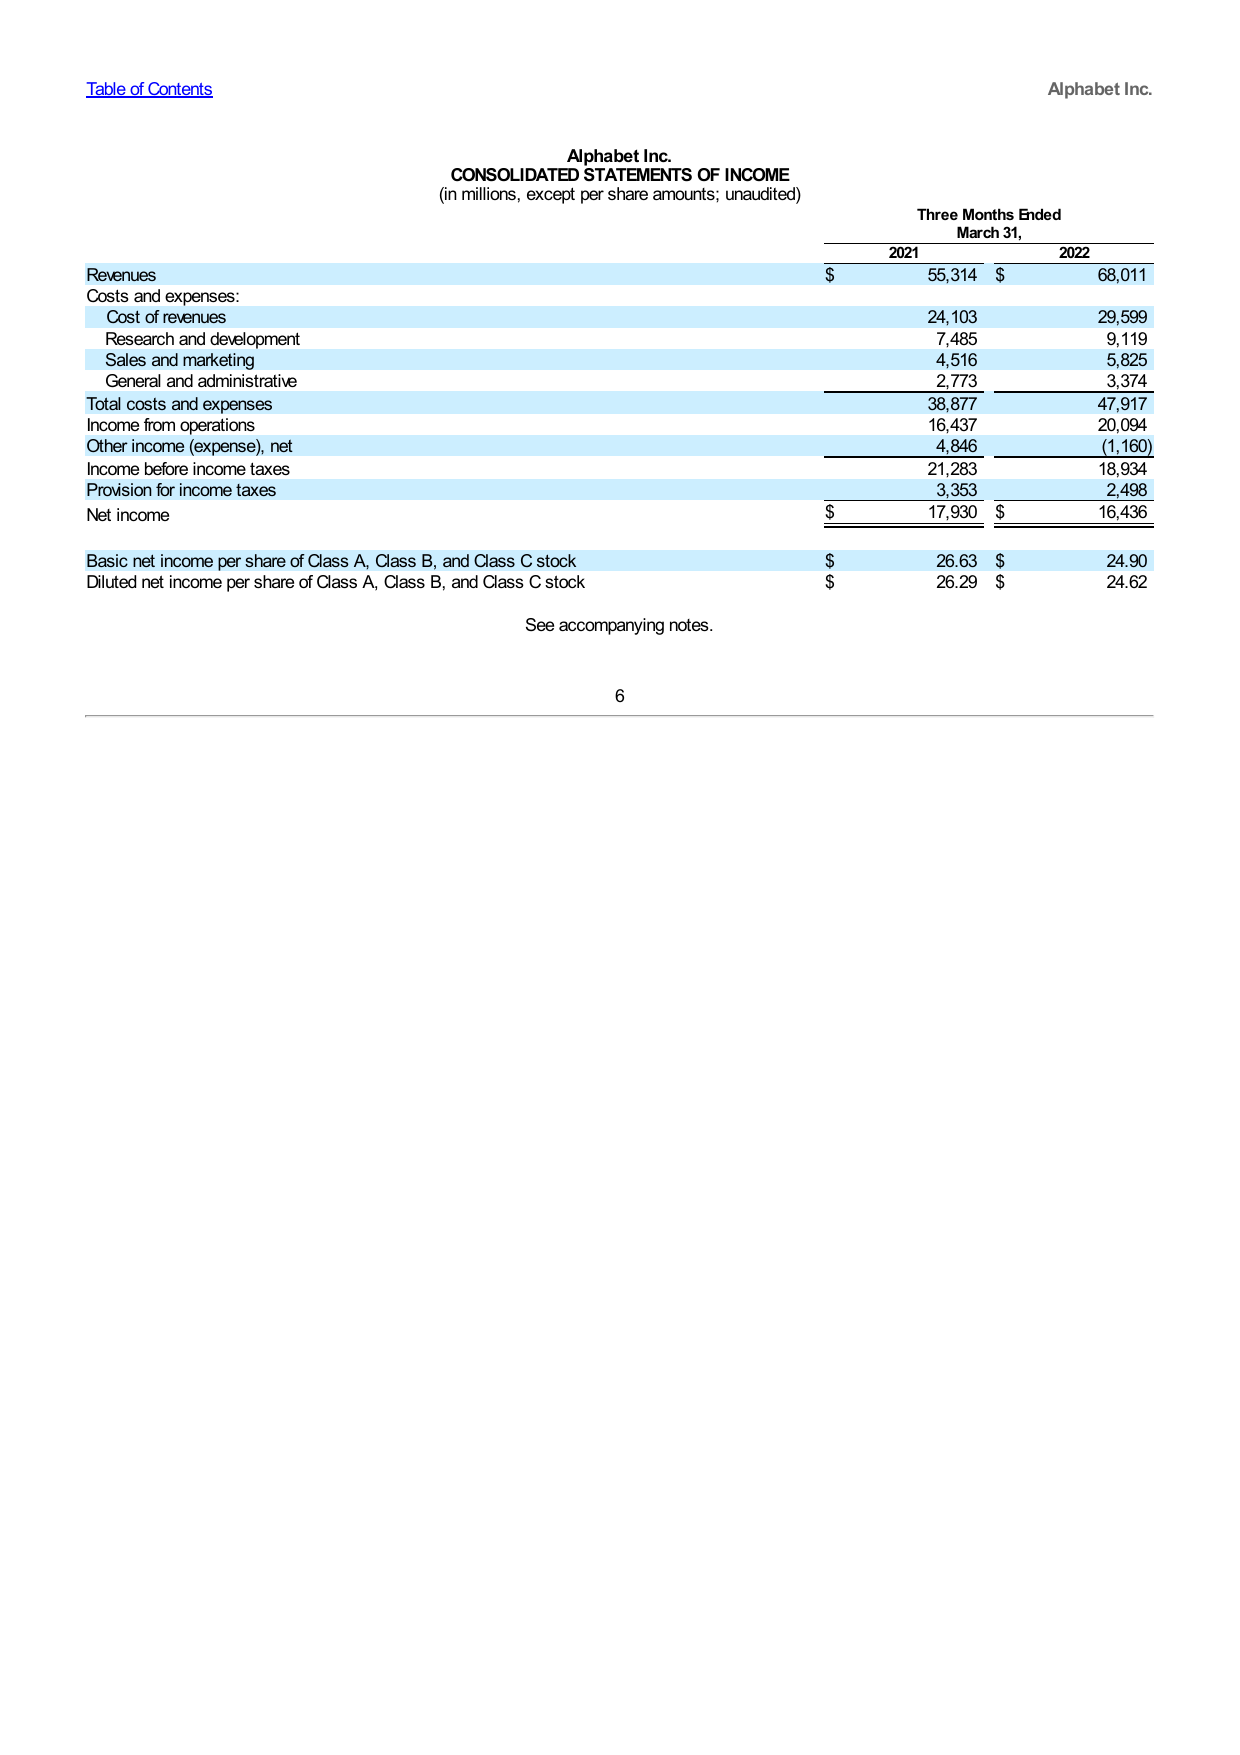 Table of Contents Alphabet Inc.
Alphabet Inc.
CONSOLIDATED STATEMENTS OF INCOME
(in millions, except per share amounts; unaudited)
Three Months Ended
March 31,
2021 2022
Revenues $ 55,314 $ 68,011
Costs and expenses:
Cost of revenues 24,103 29,599
Research and development 7,485 9,119
Sales and marketing 4,516 5,825
General and administrative 2,773 3,374
Total costs and expenses 38,877 47,917
Income from operations 16,437 20,094
Other income (expense), net 4,846 (1,160)
Income before income taxes 21,283 18,934
Provision for income taxes 3,353 2,498
Net income $ 17,930 $ 16,436
Basic net income per share of Class A, Class B, and Class C stock $ 26.63 $ 24.90
Diluted net income per share of Class A, Class B, and Class C stock $ 26.29 $ 24.62
See accompanying notes.
6